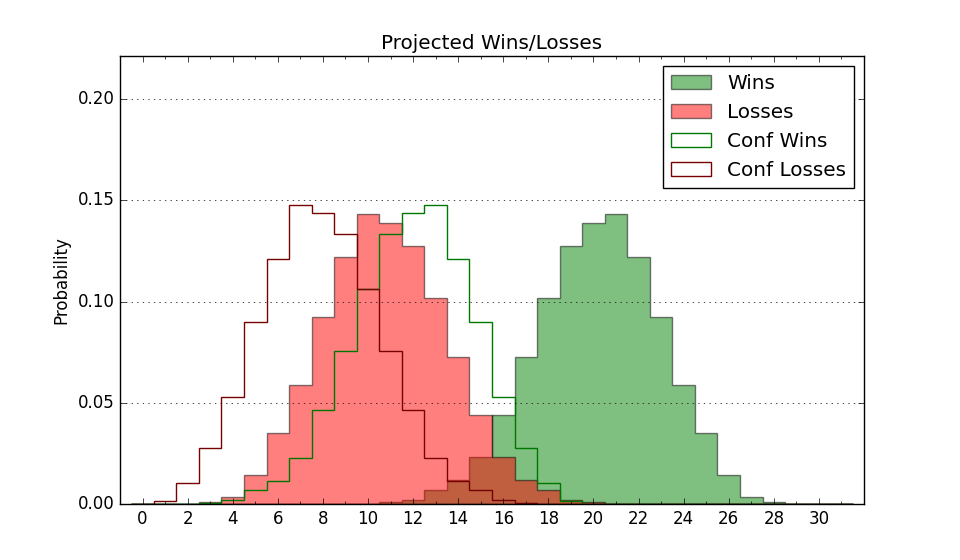 Projected Wins/Losses
Wins
Losses
Conf Wins
Conf Losses
Probability
0.20
0.15
0.10
0.05
0.00
0 2 4 6 8 10 12 14 16 18 20 22 24 26 28 30